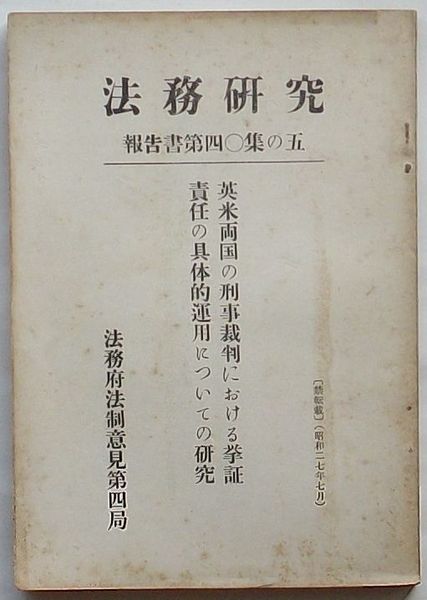 法務研究
報告書第四〇集の五
英米両国の刑事裁判における挙証
責任の具体的運用についての研究
〔禁転載〕（昭和二七年七月）
法務府法制意見第四局